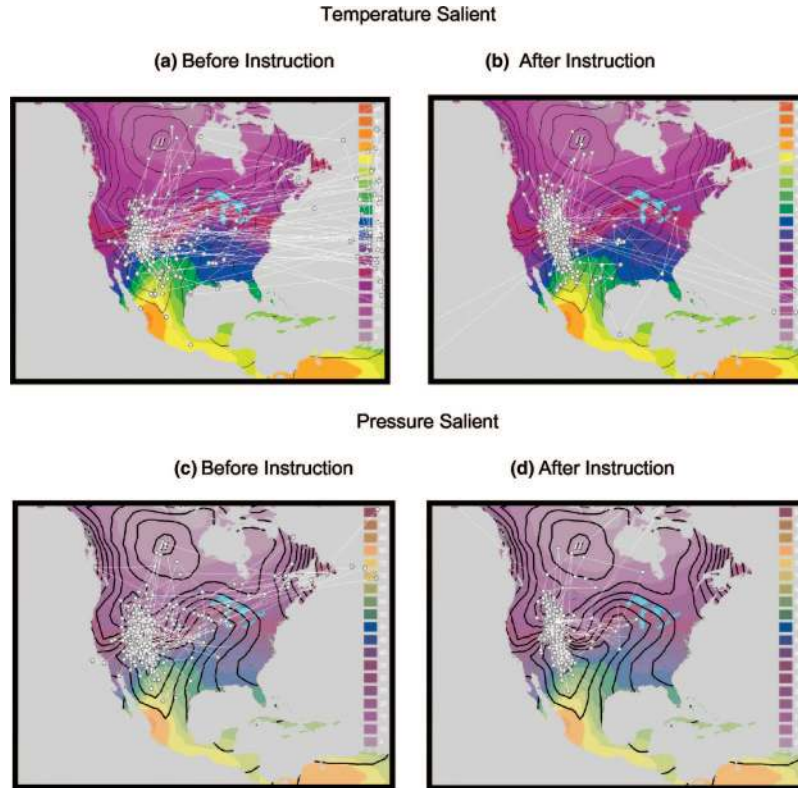 Temperature Salient
(a) Before Instruction
(b) After Instruction
H
H
Pressure Salient
(c) Before Instruction
(d) After Instruction
H
H